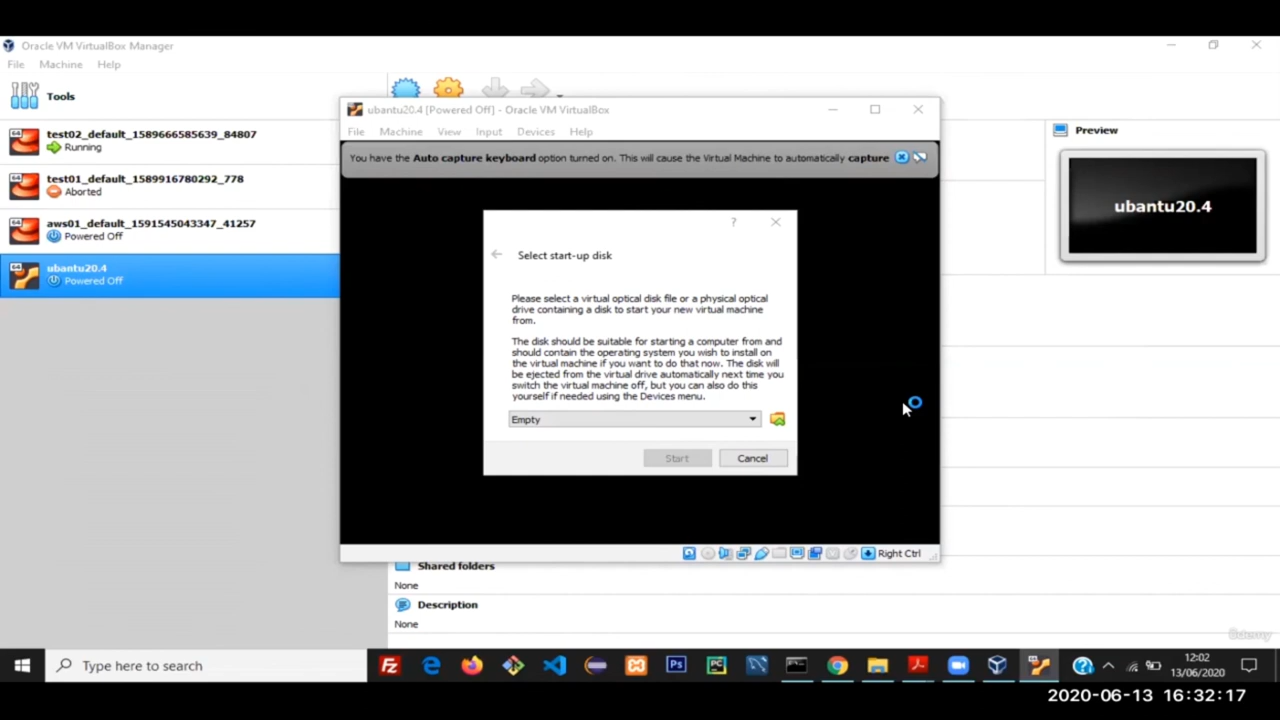 Oracle VM VirtualBox Manager
File Machine Help
Tools
test02_default_1589666585639_84807
Running
test01_default_1589916780292_778
Aborted
aws01_default_1591545043347_41257
Powered Off
ubantu20.4
Powered Off
ubantu20.4 [Powered Off] - Oracle VM VirtualBox
File Machine View Input Devices Help
You have the Auto capture keyboard option turned on. This will cause the Virtual Machine to automatically capture
?
Select start-up disk
Please select a virtual optical disk file or a physical optical
drive containing a disk to start your new virtual machine
from.
The disk should be suitable for starting a computer from and
should contain the operating system you wish to install on
the virtual machine if you want to do that now. The disk will
be ejected from the virtual drive automatically next time you
switch the virtual machine off, but you can also do this
yourself if needed using the Devices menu.
Empty
Start Cancel
Right Ctrl
Preview
ubantu20.4
Shared folders
None
Description
None
Udemy
Type here to search
Fz
Ps
PC
12:02
13/06/2020
2020-06-13 16:32:17